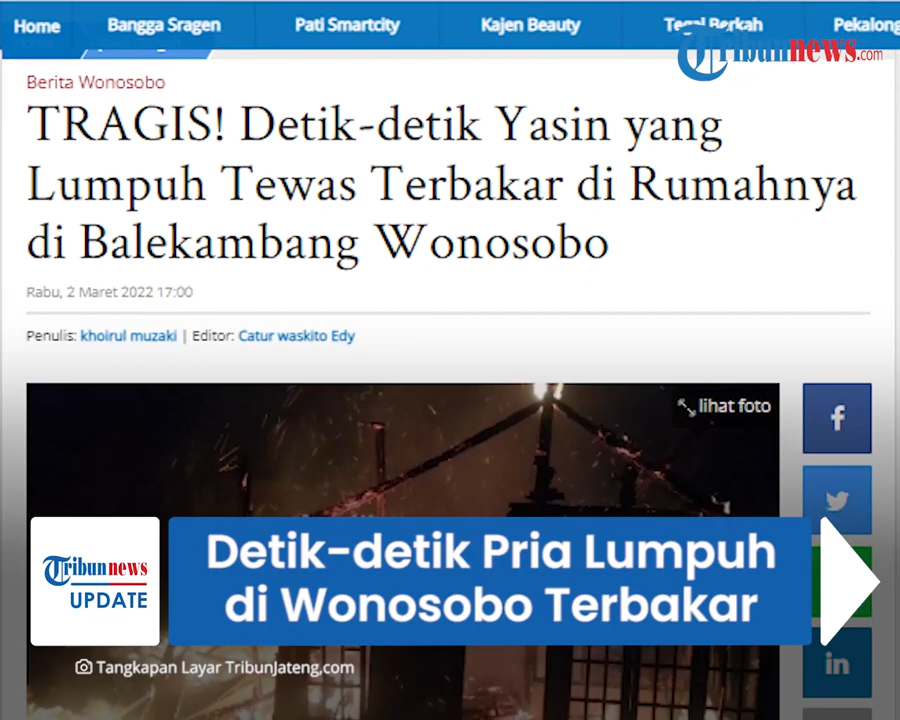 Home Bangga Sragen Pati Smartcity Kajen Beauty Tegal Berkah Pekalong
Tribunnews.com
Berita Wonosobo
TRAGIS! Detik-detik Yasin yang
Lumpuh Tewas Terbakar di Rumahnya
di Balekambang Wonosobo
Rabu, 2 Maret 2022 17:00
Penulis: khoirul muzaki | Editor: Catur waskito Edy
lihat foto
f
Tribunnews
UPDATE
Detik-detik Pria Lumpuh
di Wonosobo Terbakar
in
Tangkapan Layar TribunJateng.com